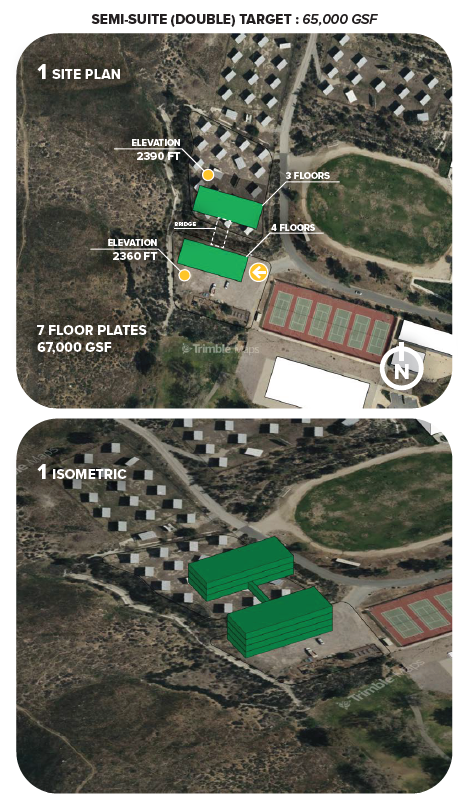 SEMI-SUITE (DOUBLE) TARGET : 65,000 GSF
1 SITE PLAN
ELEVATION
2390 FT
3 FLOORS
BRIDGE
4 FLOORS
ELEVATION
2360 FT
7 FLOOR PLATES
67,000 GSF
Trimble Maps
N
1 ISOMETRIC
Trimble